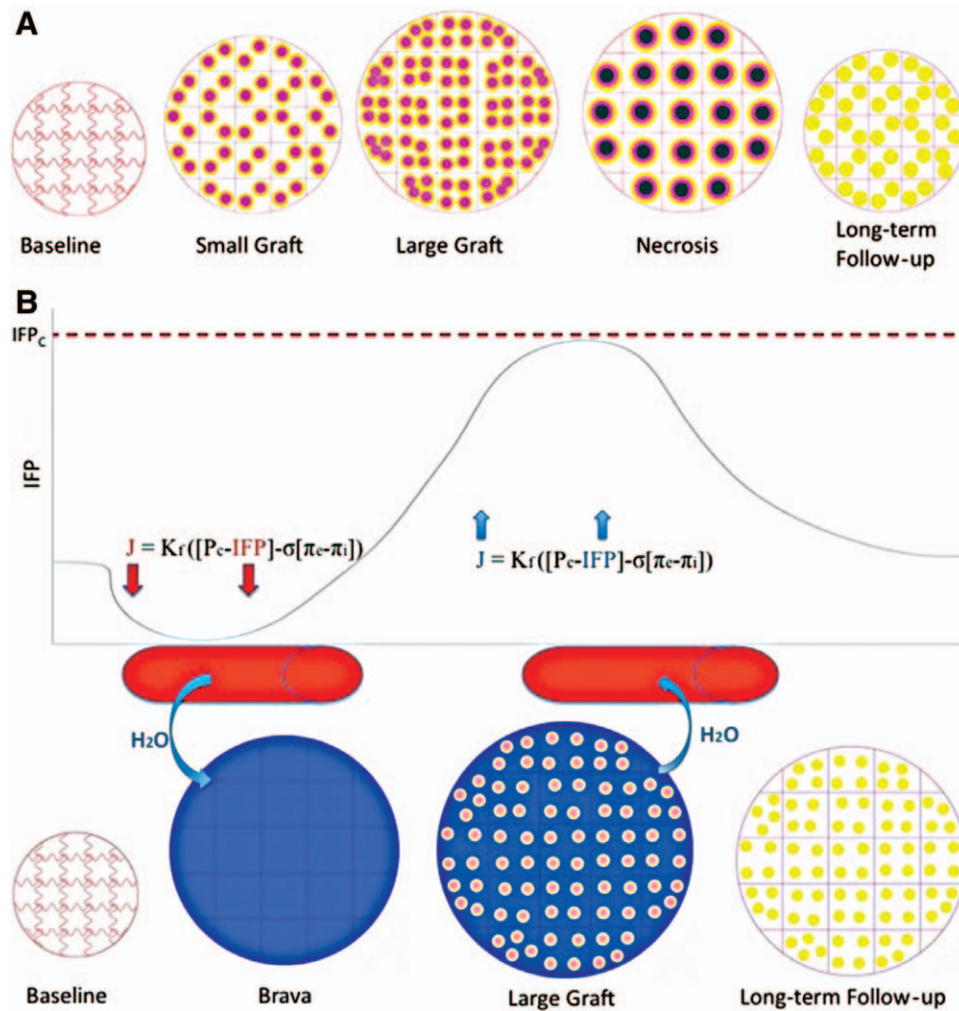 A
Baseline
Small Graft
Large Graft
Necrosis
Long-term
Follow-up
B
IFPc
IFP
J = Kf([Pc-IFP]-σ[πe-πi])
J = Kf([Pc-IFP]-σ[πe-πi])
H₂O
H₂O
Baseline
Brava
Large Graft
Long-term Follow-up